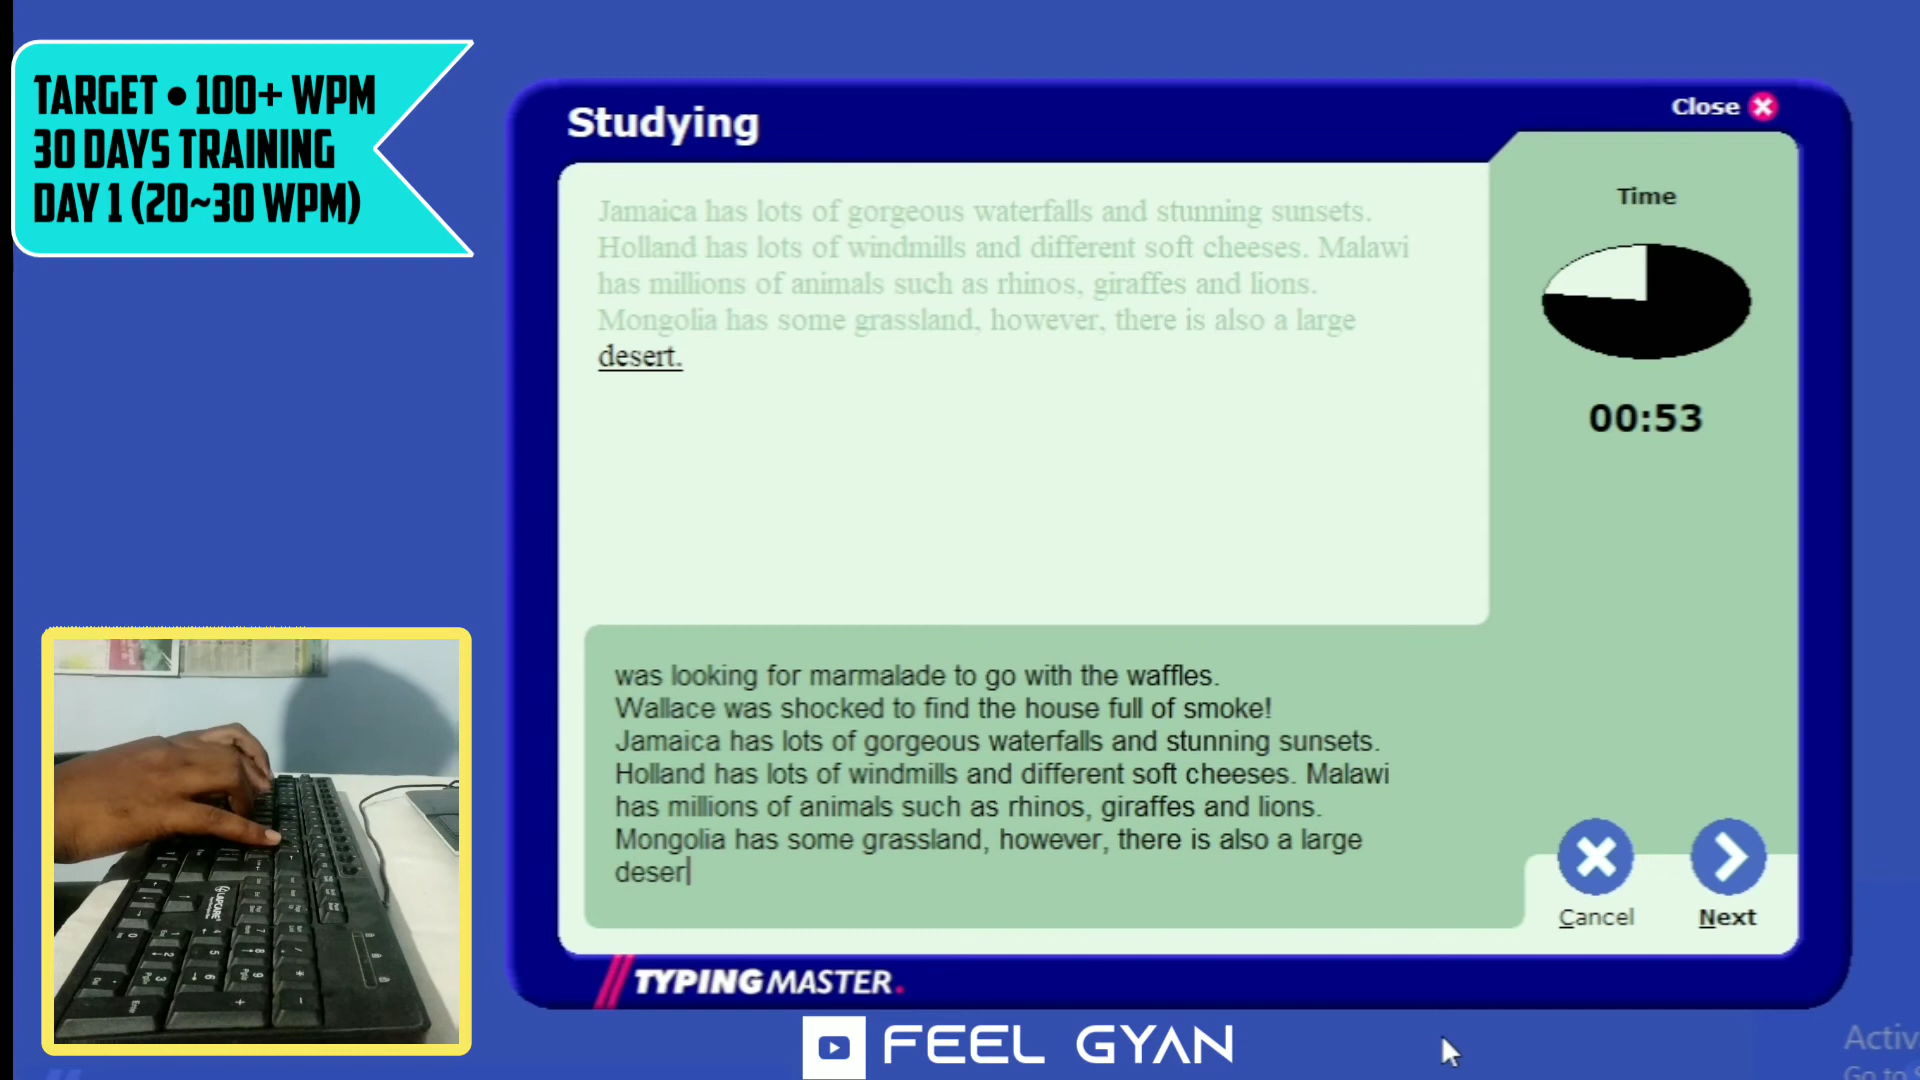 TARGET • 100+ WPM
30 DAYS TRAINING
DAY 1 (20~30 WPM)
Studying
Close
Jamaica has lots of gorgeous waterfalls and stunning sunsets.
Holland has lots of windmills and different soft cheeses. Malawi
has millions of animals such as rhinos, giraffes and lions.
Mongolia has some grassland, however, there is also a large
desert.
Time
00:53
was looking for marmalade to go with the waffles.
Wallace was shocked to find the house full of smoke!
Jamaica has lots of gorgeous waterfalls and stunning sunsets.
Holland has lots of windmills and different soft cheeses. Malawi
has millions of animals such as rhinos, giraffes and lions.
Mongolia has some grassland, however, there is also a large
deser
Cancel
Next
TYPINGMASTER.
FEEL GYAN